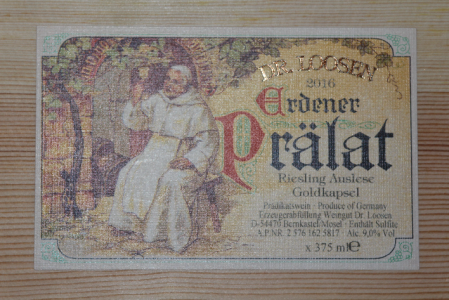 DR. LOOSEN
2016
Erdener
Prälat
Riesling Auslese
Goldkapsel
Prädikatswein · Produce of Germany
Erzeugerabfüllung Weingut Dr. Loosen
D-54470 Bernkastel/Mosel · Enthält Sulfite
A.P.NR. 2 576 162 5817 · Alc. 9,0% Vol
x 375 ml e